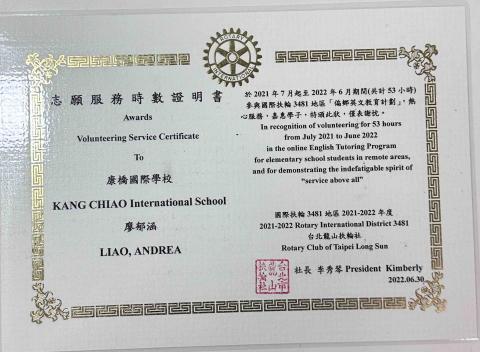 ROTARY
INTERNATIONAL
志願服務時數證明書
Awards
Volunteering Service Certificate
To
康橋國際學校
KANG CHIAO International School
廖郁涵
LIAO, ANDREA
於 2021 年 7 月起至 2022 年 6 月期間(共計 53 小時)
參與國際扶輪 3481 地區「偏鄉英文教育計劃」,熱
心服務,嘉惠學子,特頒此狀,僅表謝忱。
In recognition of volunteering for 53 hours
from July 2021 to June 2022
in the online English Tutoring Program
for elementary school students in remote areas,
and for demonstrating the indefatigable spirit of
“service above all”
國際扶輪 3481 地區 2021-2022 年度
2021-2022 Rotary International District 3481
台北龍山扶輪社
Rotary Club of Taipei Long Sun
社長 李秀琴 President Kimberly
2022.06.30